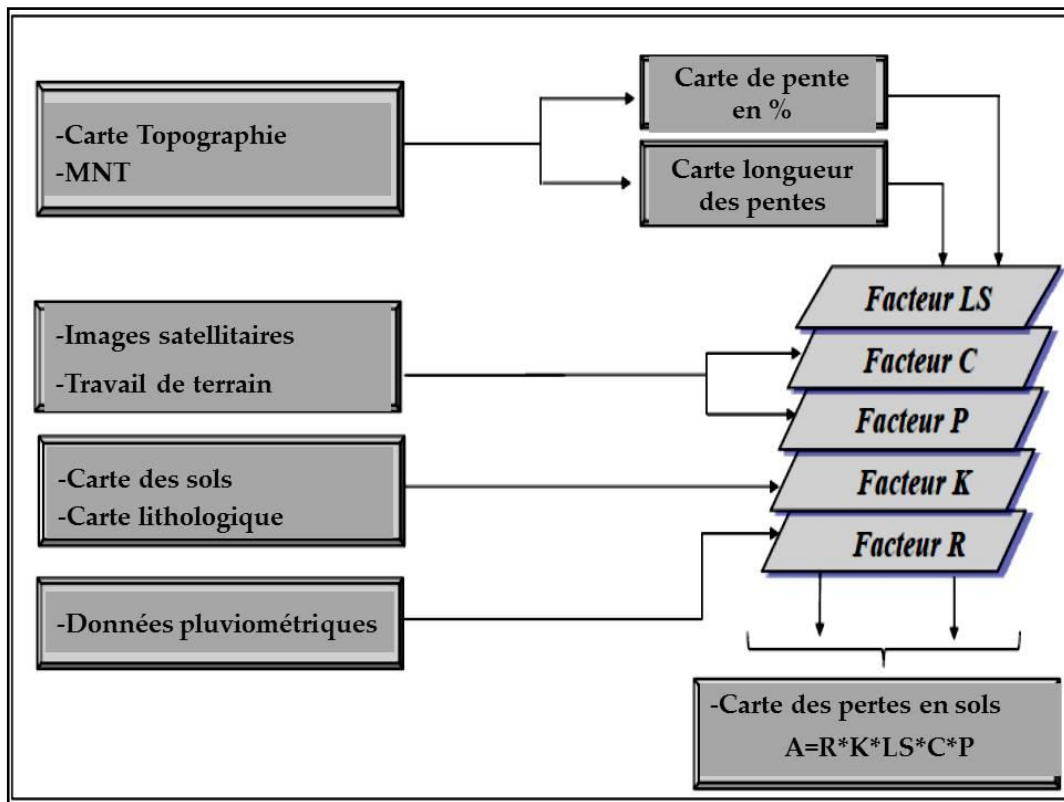 -Carte Topographie
-MNT
Carte de pente
en %
Carte longueur
des pentes
-Images satellitaires
-Travail de terrain
-Carte des sols
-Carte lithologique
-Données pluviométriques
Facteur LS
Facteur C
Facteur P
Facteur K
Facteur R
-Carte des pertes en sols
A=R*K*LS*C*P